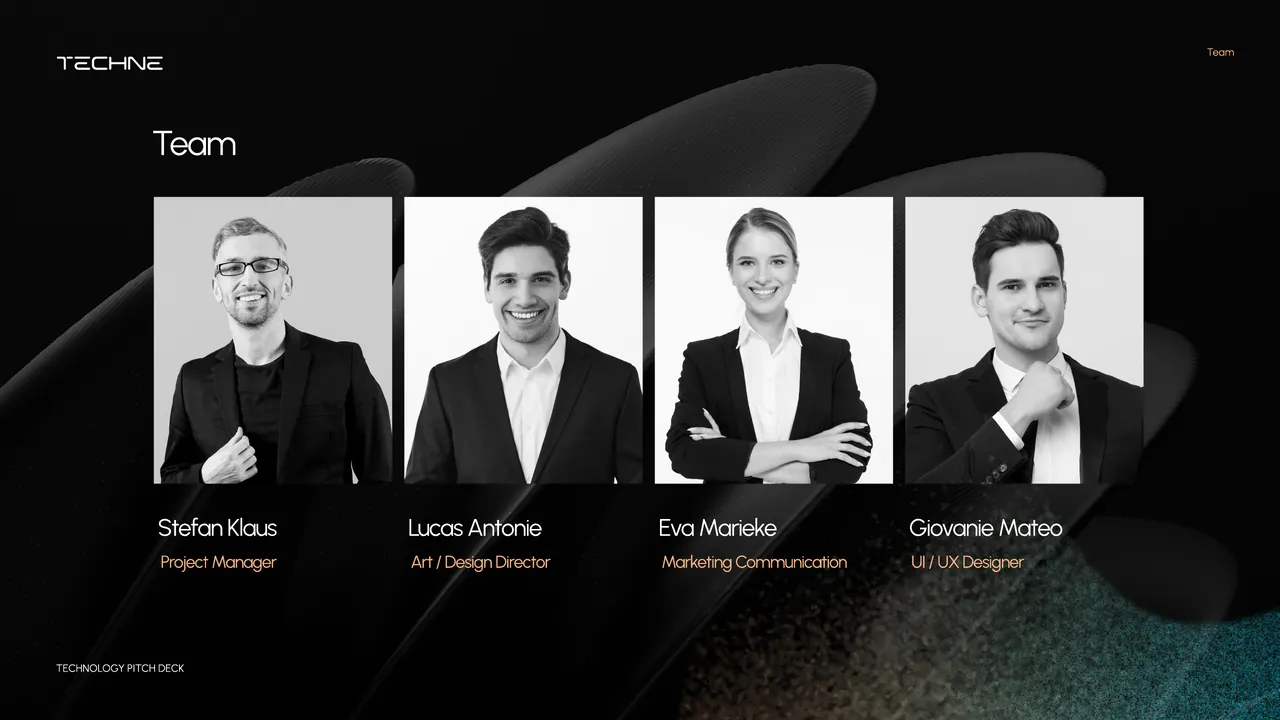 TECHNE
Team
Team
Stefan Klaus
Project Manager
Lucas Antonie
Art / Design Director
Eva Marieke
Marketing Communication
Giovanie Mateo
UI / UX Designer
TECHNOLOGY PITCH DECK